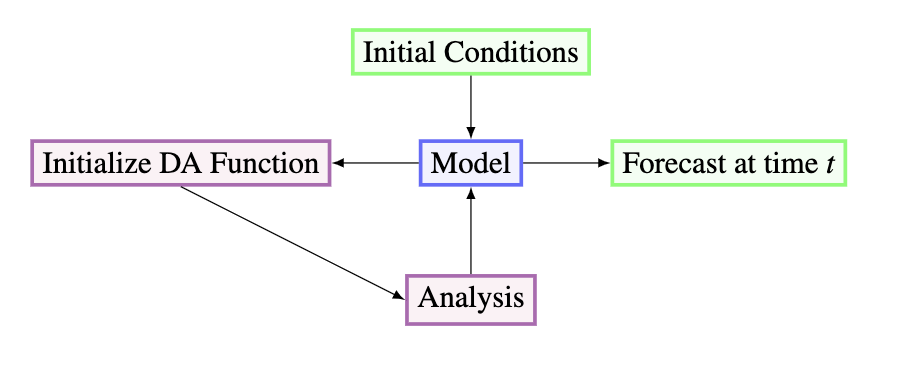 Initial Conditions
Initialize DA Function
Model
Forecast at time t
Analysis